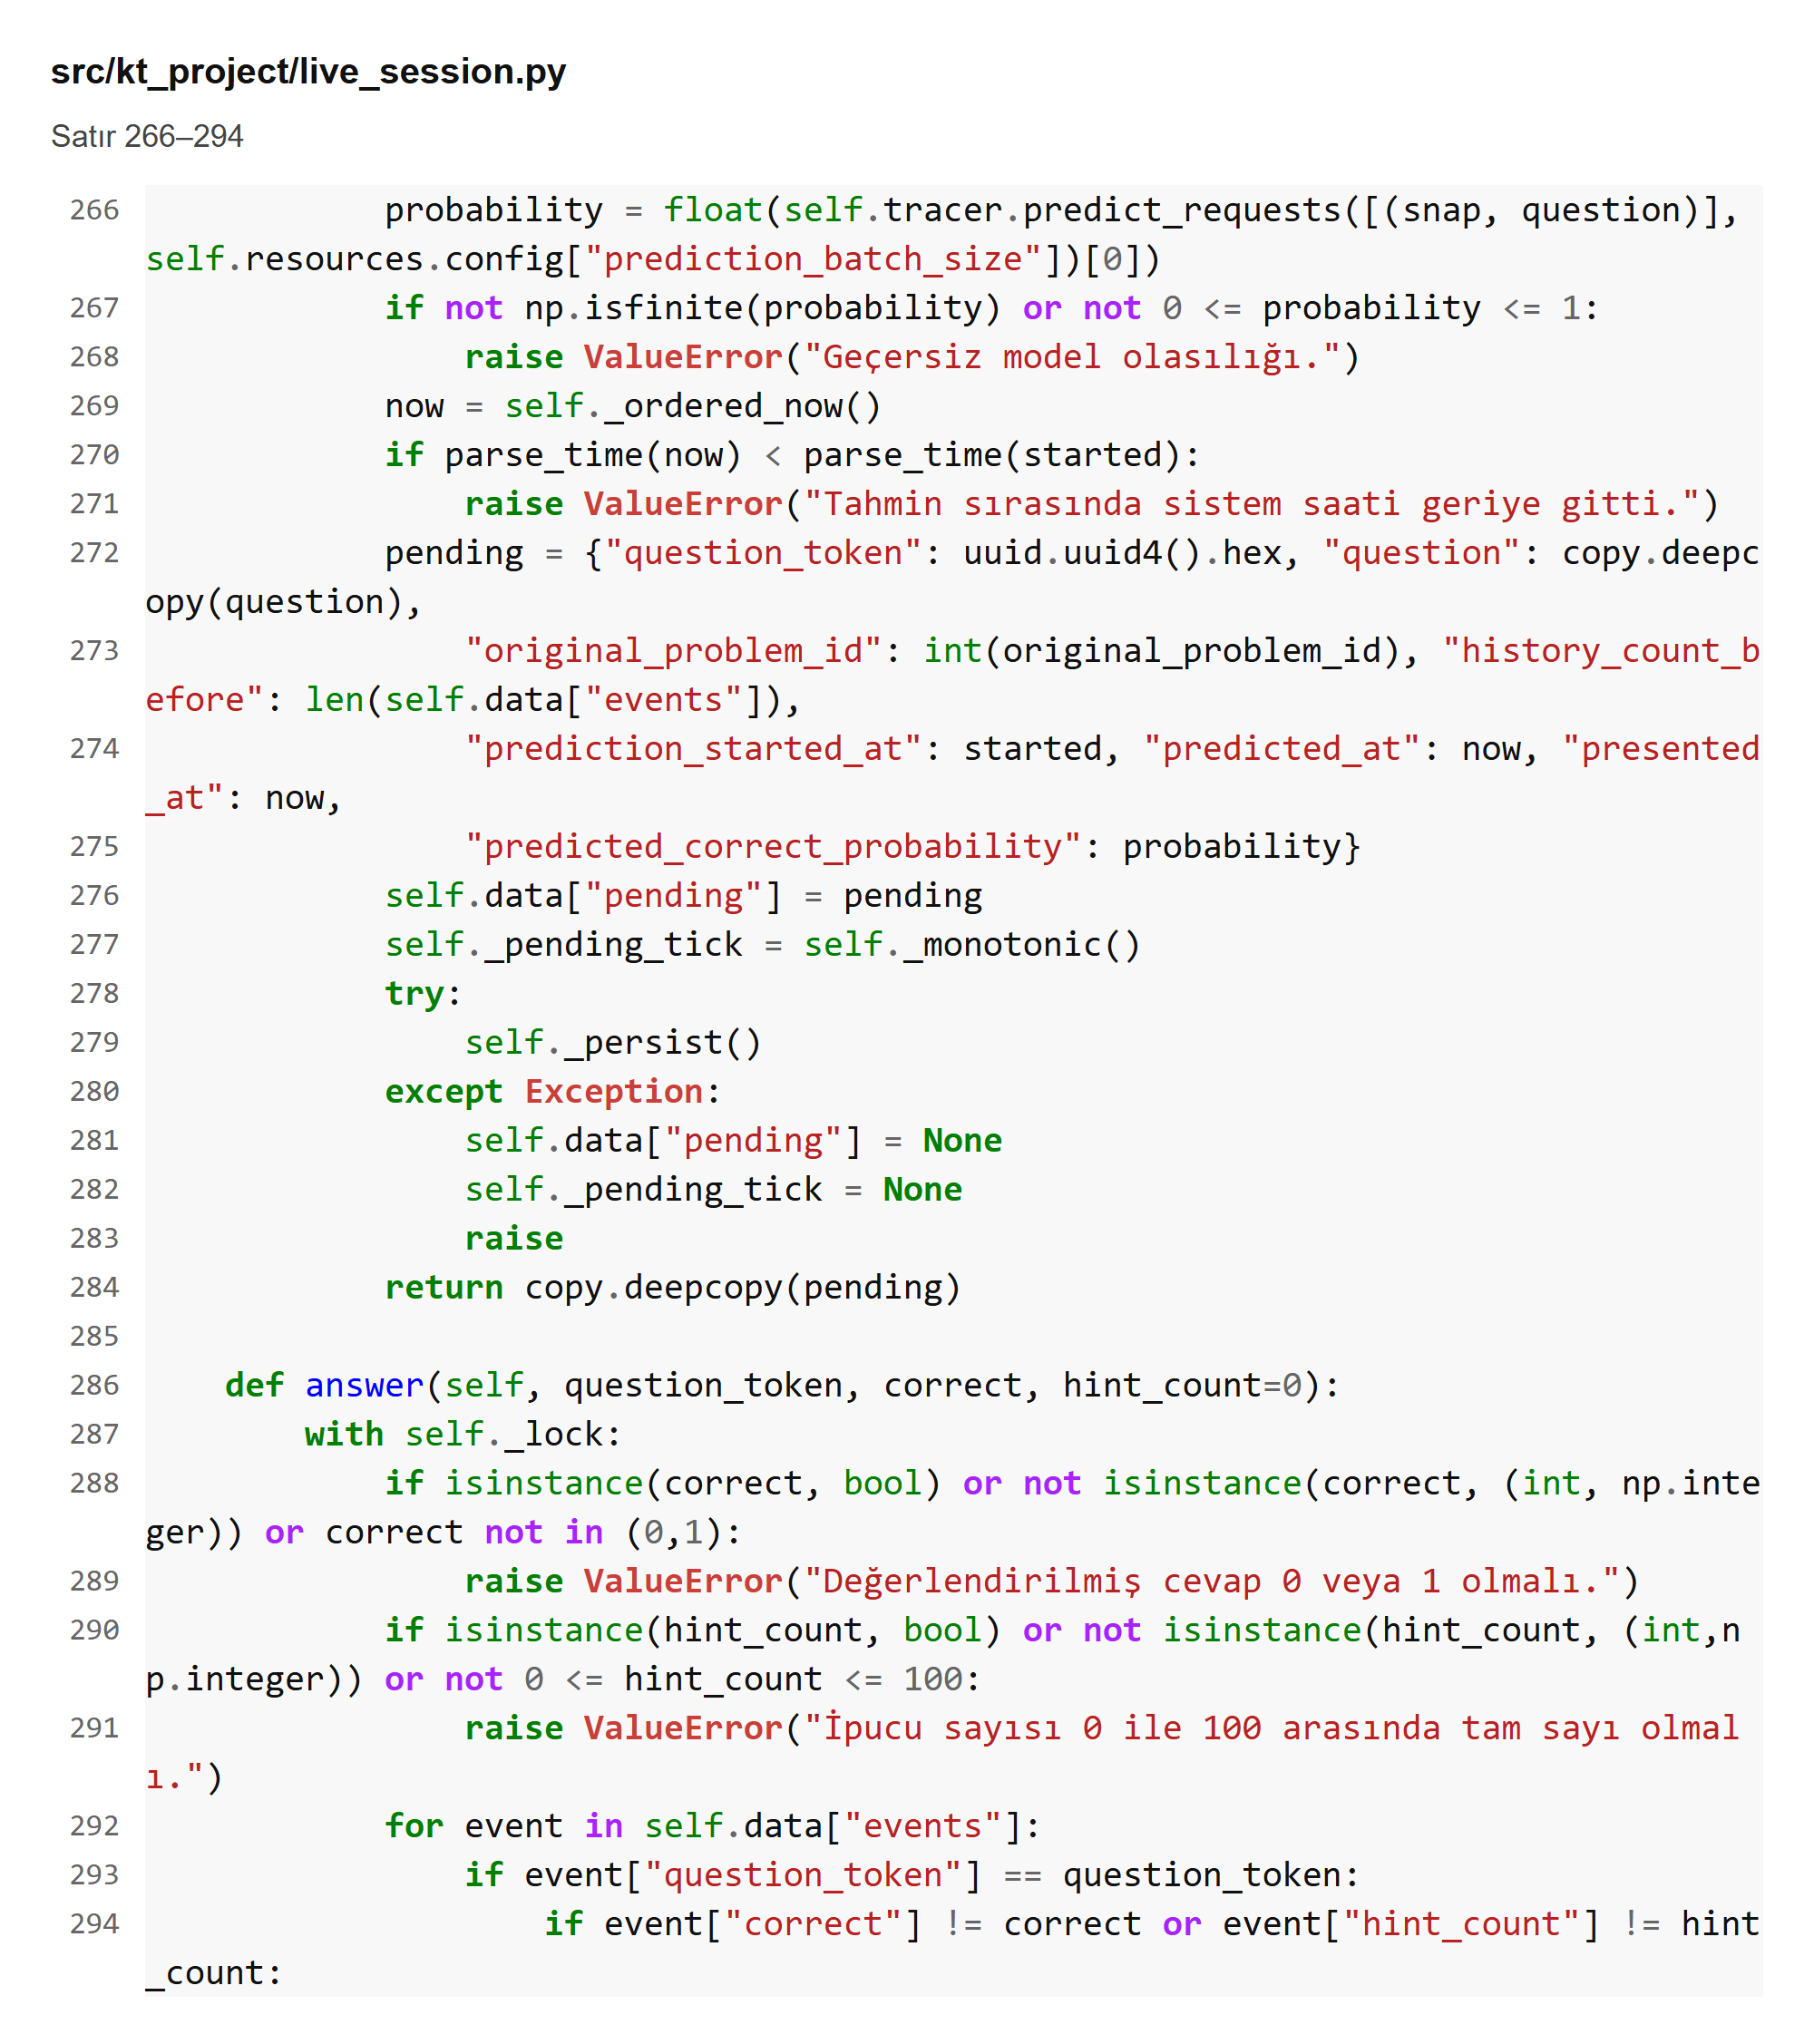 src/kt_project/live_session.py
Satır 266–294
266             probability = float(self.tracer.predict_requests([(snap, question)],
self.resources.config["prediction_batch_size"])[0])
267             if not np.isfinite(probability) or not 0 <= probability <= 1:
268                 raise ValueError("Geçersiz model olasılığı.")
269             now = self._ordered_now()
270             if parse_time(now) < parse_time(started):
271                 raise ValueError("Tahmin sırasında sistem saati geriye gitti.")
272             pending = {"question_token": uuid.uuid4().hex, "question": copy.deepc
opy(question),
273                 "original_problem_id": int(original_problem_id), "history_count_b
efore": len(self.data["events"]),
274                 "prediction_started_at": started, "predicted_at": now, "presented
_at": now,
275                 "predicted_correct_probability": probability}
276             self.data["pending"] = pending
277             self._pending_tick = self._monotonic()
278             try:
279                 self._persist()
280             except Exception:
281                 self.data["pending"] = None
282                 self._pending_tick = None
283                 raise
284             return copy.deepcopy(pending)
285
286     def answer(self, question_token, correct, hint_count=0):
287         with self._lock:
288             if isinstance(correct, bool) or not isinstance(correct, (int, np.inte
ger)) or correct not in (0,1):
289                 raise ValueError("Değerlendirilmiş cevap 0 veya 1 olmalı.")
290             if isinstance(hint_count, bool) or not isinstance(hint_count, (int,n
p.integer)) or not 0 <= hint_count <= 100:
291                 raise ValueError("İpucu sayısı 0 ile 100 arasında tam sayı olmal
ı.")
292             for event in self.data["events"]:
293                 if event["question_token"] == question_token:
294                     if event["correct"] != correct or event["hint_count"] != hint
_count: